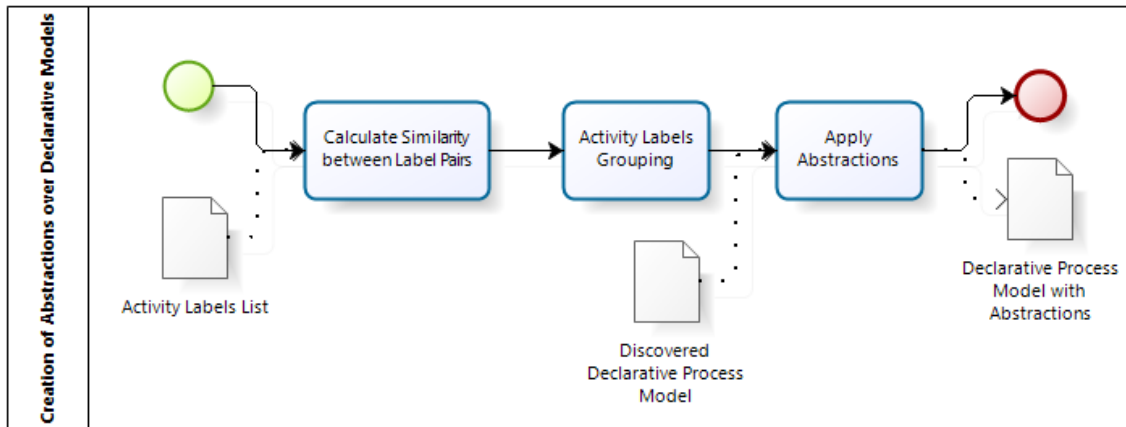 Creation of Abstractions over Declarative Models
Calculate Similarity
between Label Pairs
Activity Labels
Grouping
Apply
Abstractions
Activity Labels List
Discovered
Declarative Process
Model
Declarative Process
Model with
Abstractions